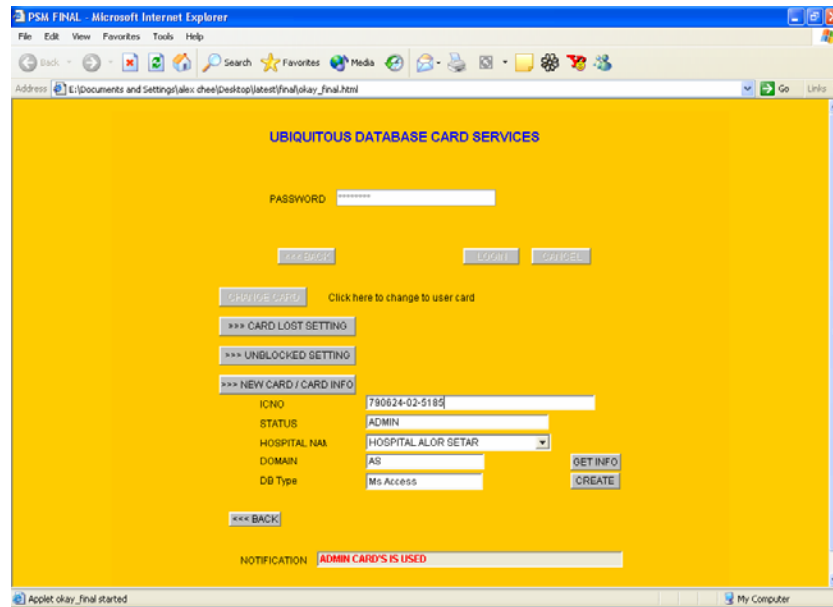 PSM FINAL - Microsoft Internet Explorer
File Edit View Favorites Tools Help
Back Search Favorites Media
Address E:\Documents and Settings\alex chee\Desktop\latest\final\okay_final.html Go Links
UBIQUITOUS DATABASE CARD SERVICES
PASSWORD ********
<<< BACK LOGIN CANCEL
CHANGE CARD Click here to change to user card
>>> CARD LOST SETTING
>>> UNBLOCKED SETTING
>>> NEW CARD / CARD INFO
ICNO 790624-02-5185
STATUS ADMIN
HOSPITAL NAM HOSPITAL ALOR SETAR
DOMAIN AS GET INFO
DB Type Ms Access CREATE
<<< BACK
NOTIFICATION ADMIN CARD'S IS USED
Applet okay_final started My Computer